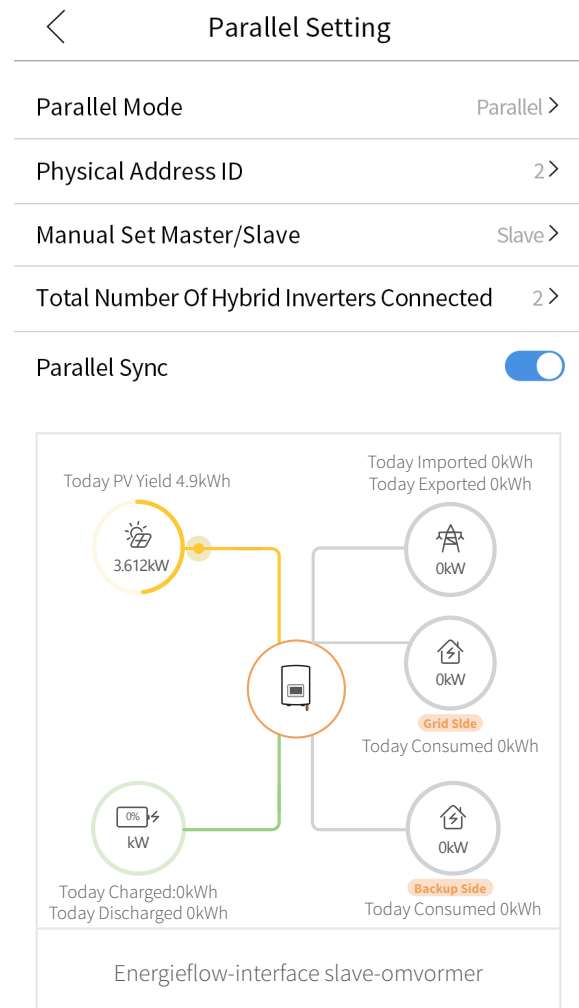 Parallel Setting
Parallel Mode Parallel
Physical Address ID 2
Manual Set Master/Slave Slave
Total Number Of Hybrid Inverters Connected 2
Parallel Sync
Today PV Yield 4.9kWh
Today Imported 0kWh
Today Exported 0kWh
3.612kW
0kW
0kW
Grid SIde
Today Consumed 0kWh
0%
kW
0kW
Backup Side
Today Charged:0kWh
Today Discharged 0kWh
Today Consumed 0kWh
Energieflow-interface slave-omvormer